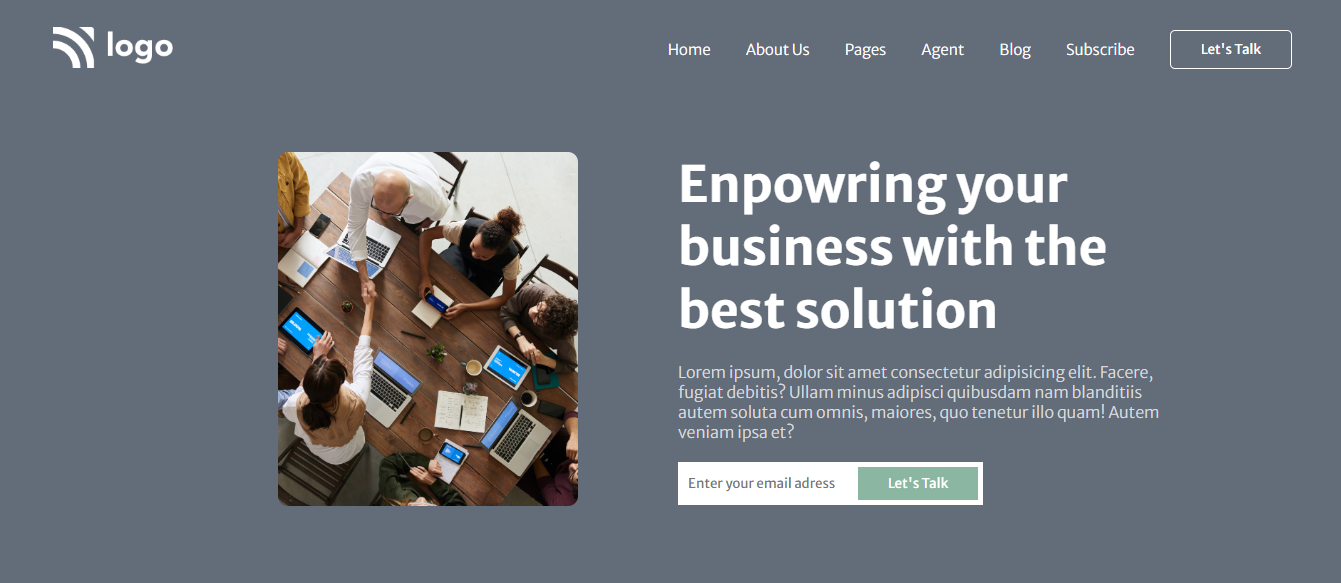 logo
Home About Us Pages Agent Blog Subscribe Let's Talk
Enpowring your
business with the
best solution
Lorem ipsum, dolor sit amet consectetur adipisicing elit. Facere,
fugiat debitis? Ullam minus adipisci quibusdam nam blanditiis
autem soluta cum omnis, maiores, quo tenetur illo quam! Autem
veniam ipsa et?
Enter your email adress Let's Talk